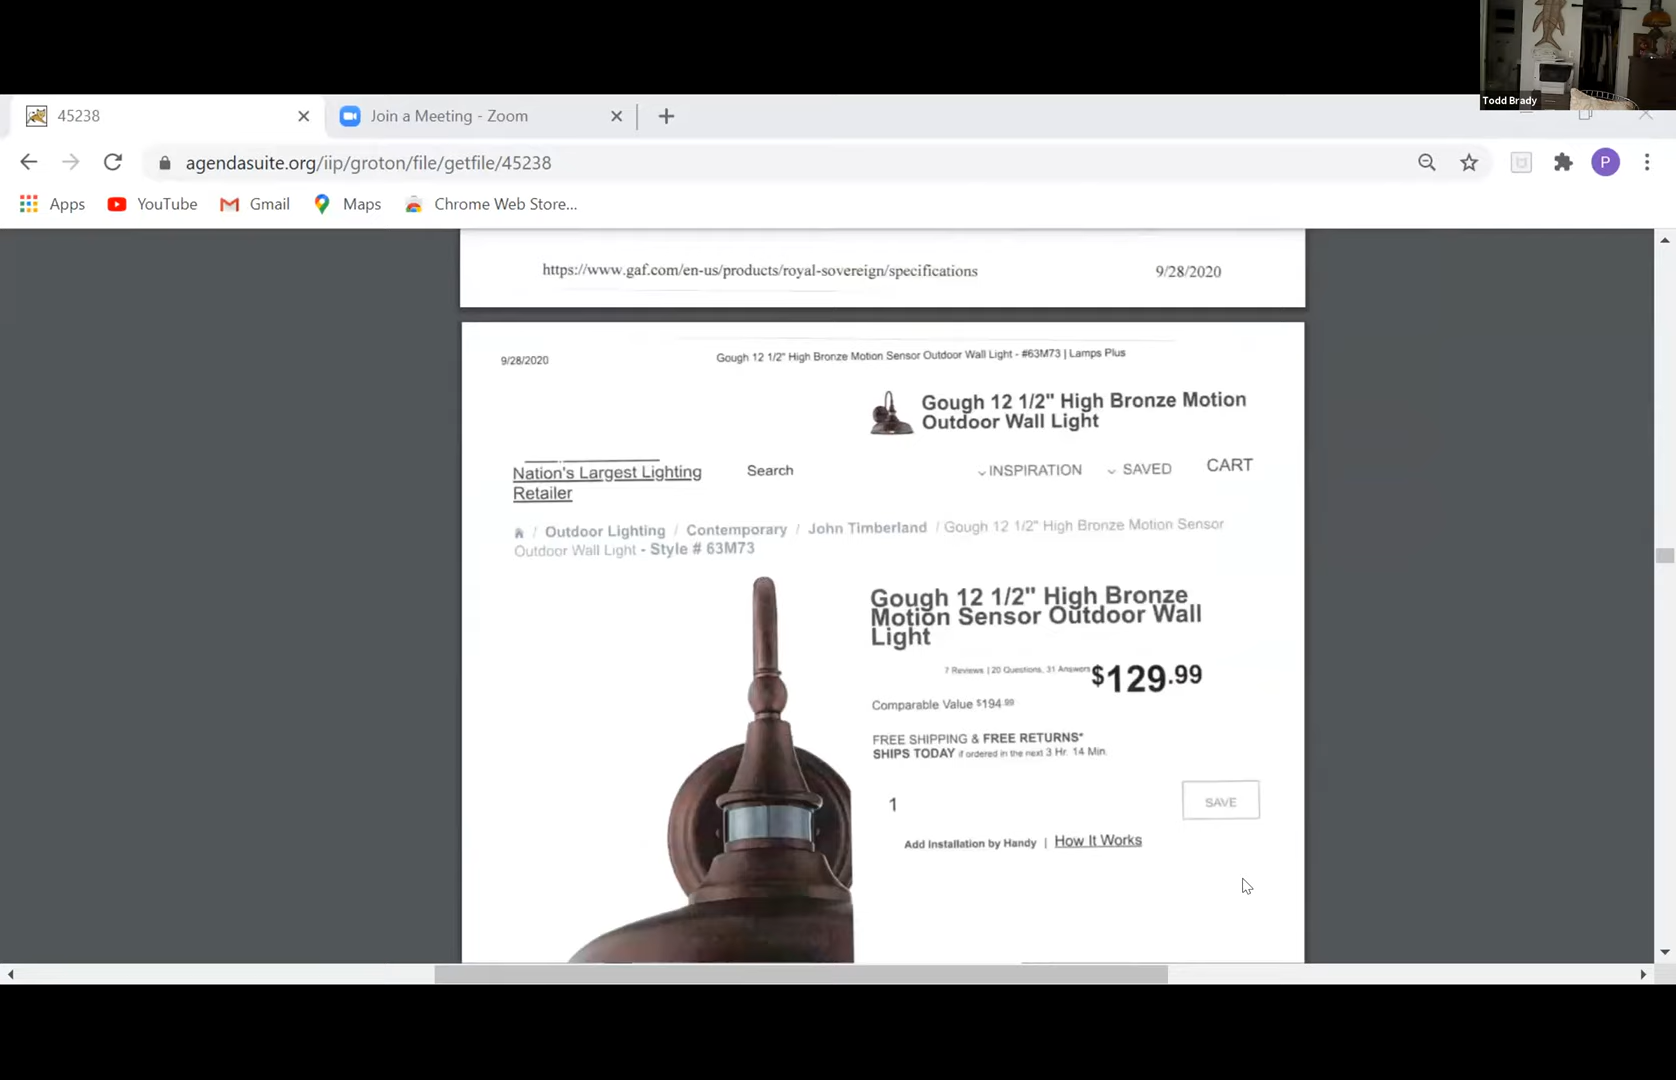 Todd Brady
45238
Join a Meeting - Zoom
agendasuite.org/iip/groton/file/getfile/45238
P
Apps
YouTube
Gmail
Maps
Chrome Web Store...
https://www.gaf.com/en-us/products/royal-sovereign/specifications 9/28/2020
9/28/2020 Gough 12 1/2" High Bronze Motion Sensor Outdoor Wall Light - #63M73 | Lamps Plus
Gough 12 1/2" High Bronze Motion
Outdoor Wall Light
Nation's Largest Lighting
Retailer
Search
INSPIRATION
SAVED
CART
/ Outdoor Lighting / Contemporary / John Timberland / Gough 12 1/2" High Bronze Motion Sensor
Outdoor Wall Light - Style # 63M73
Gough 12 1/2" High Bronze
Motion Sensor Outdoor Wall
Light
7 Reviews | 20 Questions, 31 Answers
$129.99
Comparable Value $194.99
FREE SHIPPING & FREE RETURNS*
SHIPS TODAY if ordered in the next 3 Hr. 14 Min.
1
SAVE
Add Installation by Handy | How It Works